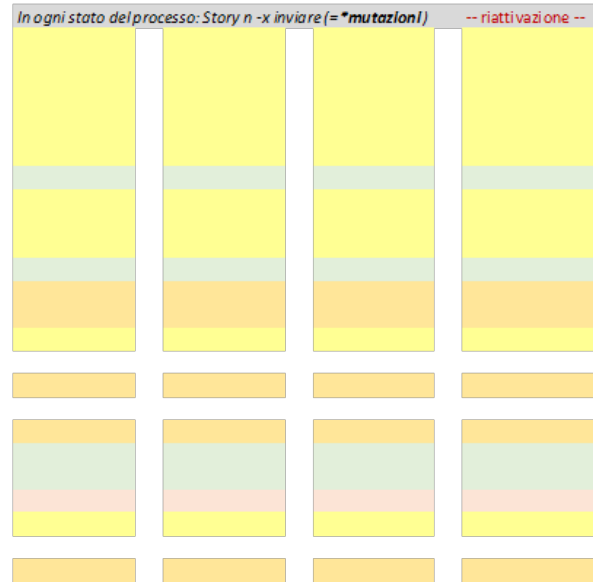 In ogni stato del processo: Story n -x inviare (= *mutazioni) -- riattivazione --